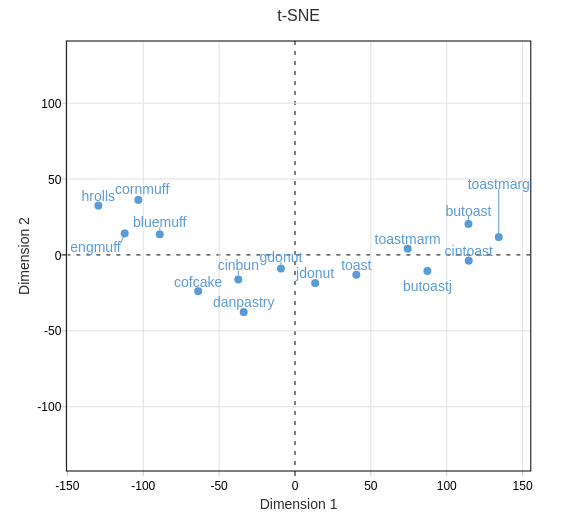 t-SNE
100
50
0
-50
-100
Dimension 2
toastmarg
cornmuff
hrolls
butoast
bluemuff
toastmarm
engmuff
cintoast
gdonut
cinbun
toast
jdonut
cofcake
butoastj
danpastry
-150
-100
-50
0
50
100
150
Dimension 1